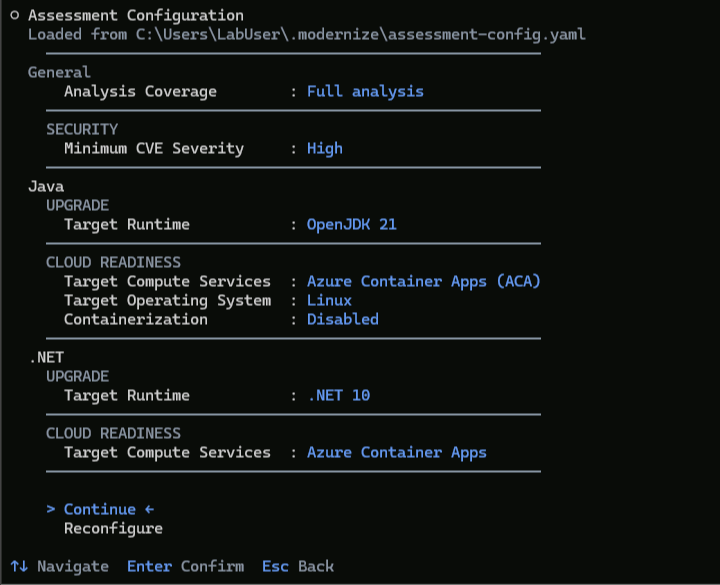 ○ Assessment Configuration
Loaded from C:\Users\LabUser\.modernize\assessment-config.yaml
General
Analysis Coverage : Full analysis
SECURITY
Minimum CVE Severity : High
Java
UPGRADE
Target Runtime : OpenJDK 21
CLOUD READINESS
Target Compute Services : Azure Container Apps (ACA)
Target Operating System : Linux
Containerization : Disabled
.NET
UPGRADE
Target Runtime : .NET 10
CLOUD READINESS
Target Compute Services : Azure Container Apps
> Continue ←
Reconfigure
↑↓ Navigate Enter Confirm Esc Back